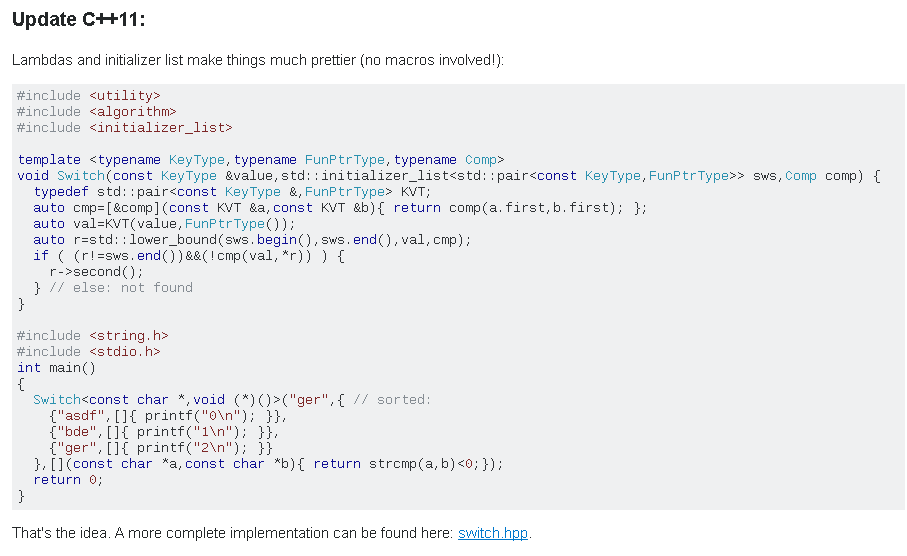 Update C++11:
Lambdas and initializer list make things much prettier (no macros involved!):
#include <utility>
#include <algorithm>
#include <initializer_list>
template <typename KeyType,typename FunPtrType,typename Comp>
void Switch(const KeyType &value,std::initializer_list<std::pair<const KeyType,FunPtrType>> sws,Comp comp) {
  typedef std::pair<const KeyType &,FunPtrType> KVT;
  auto cmp=[&comp](const KVT &a,const KVT &b){ return comp(a.first,b.first); };
  auto val=KVT(value,FunPtrType());
  auto r=std::lower_bound(sws.begin(),sws.end(),val,cmp);
  if ( (r!=sws.end())&&(!cmp(val,*r)) ) {
    r->second();
  } // else: not found
}
#include <string.h>
#include <stdio.h>
int main()
{
  Switch<const char *,void (*)()>("ger",{ // sorted:
    {"asdf",[]{ printf("0\n"); }},
    {"bde",[]{ printf("1\n"); }},
    {"ger",[]{ printf("2\n"); }}
  },[](const char *a,const char *b){ return strcmp(a,b)<0;});
  return 0;
}
That's the idea. A more complete implementation can be found here: switch.hpp.